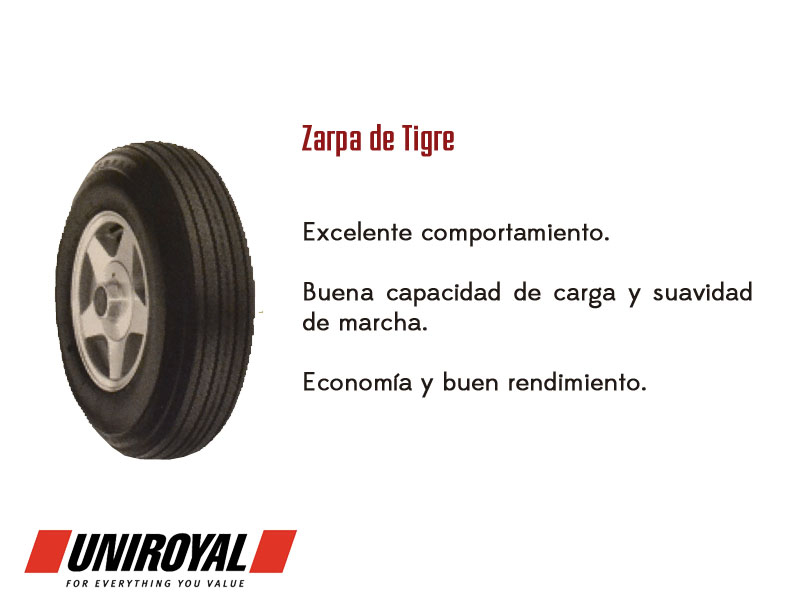 Zarpa de Tigre
Excelente comportamiento.
Buena capacidad de carga y suavidad
de marcha.
Economía y buen rendimiento.
UNIROYAL
FOR EVERYTHING YOU VALUE